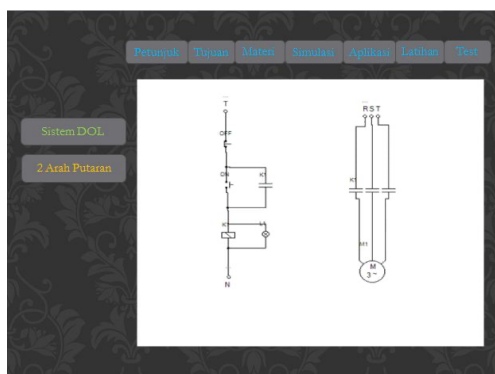 Petunjuk Tujuan Materi Simulasi Aplikasi Latihan Test
Sistem DOL
2 Arah Putaran
T
OFF
ON
K1
K1
L1
N
R S T
K1
M1
M
3 ~